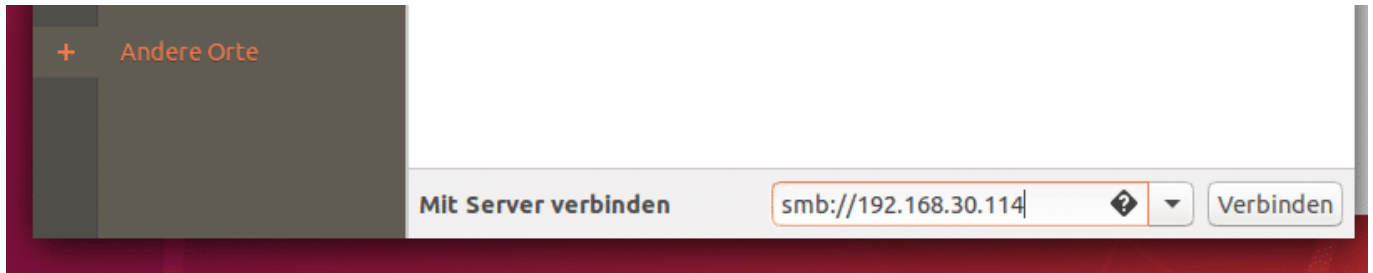 + Andere Orte
Mit Server verbinden smb://192.168.30.114 Verbinden